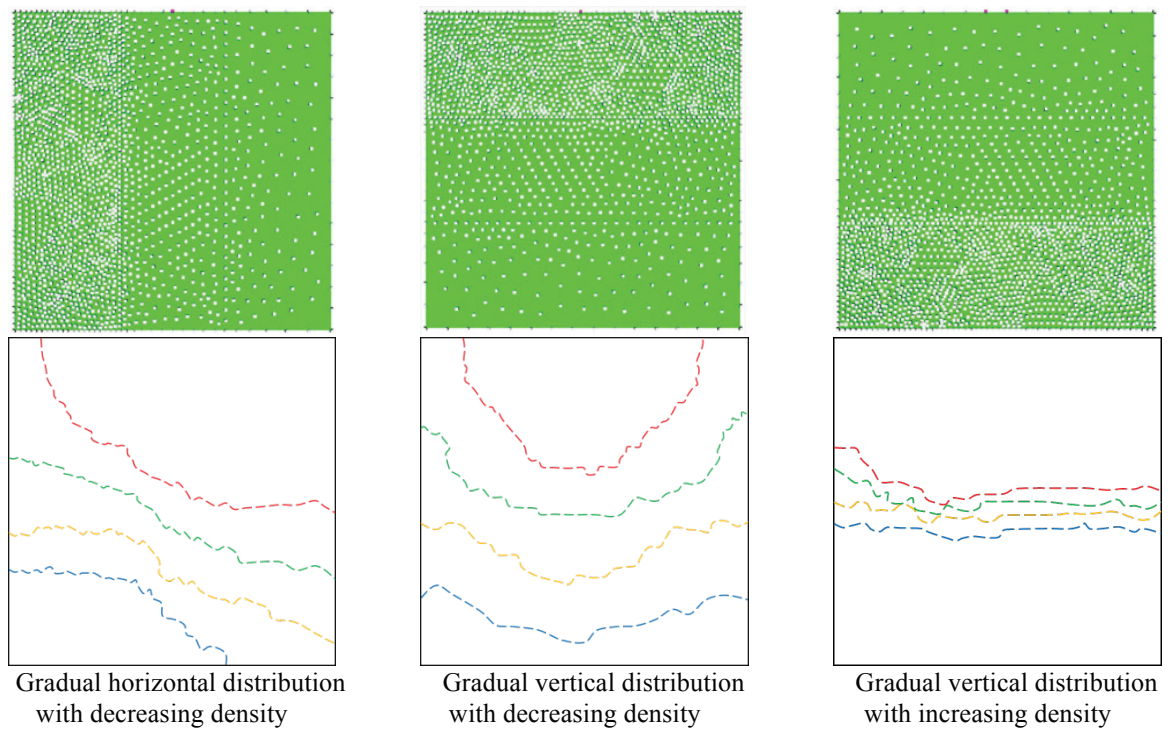 Gradual horizontal distribution
with decreasing density
Gradual vertical distribution
with decreasing density
Gradual vertical distribution
with increasing density